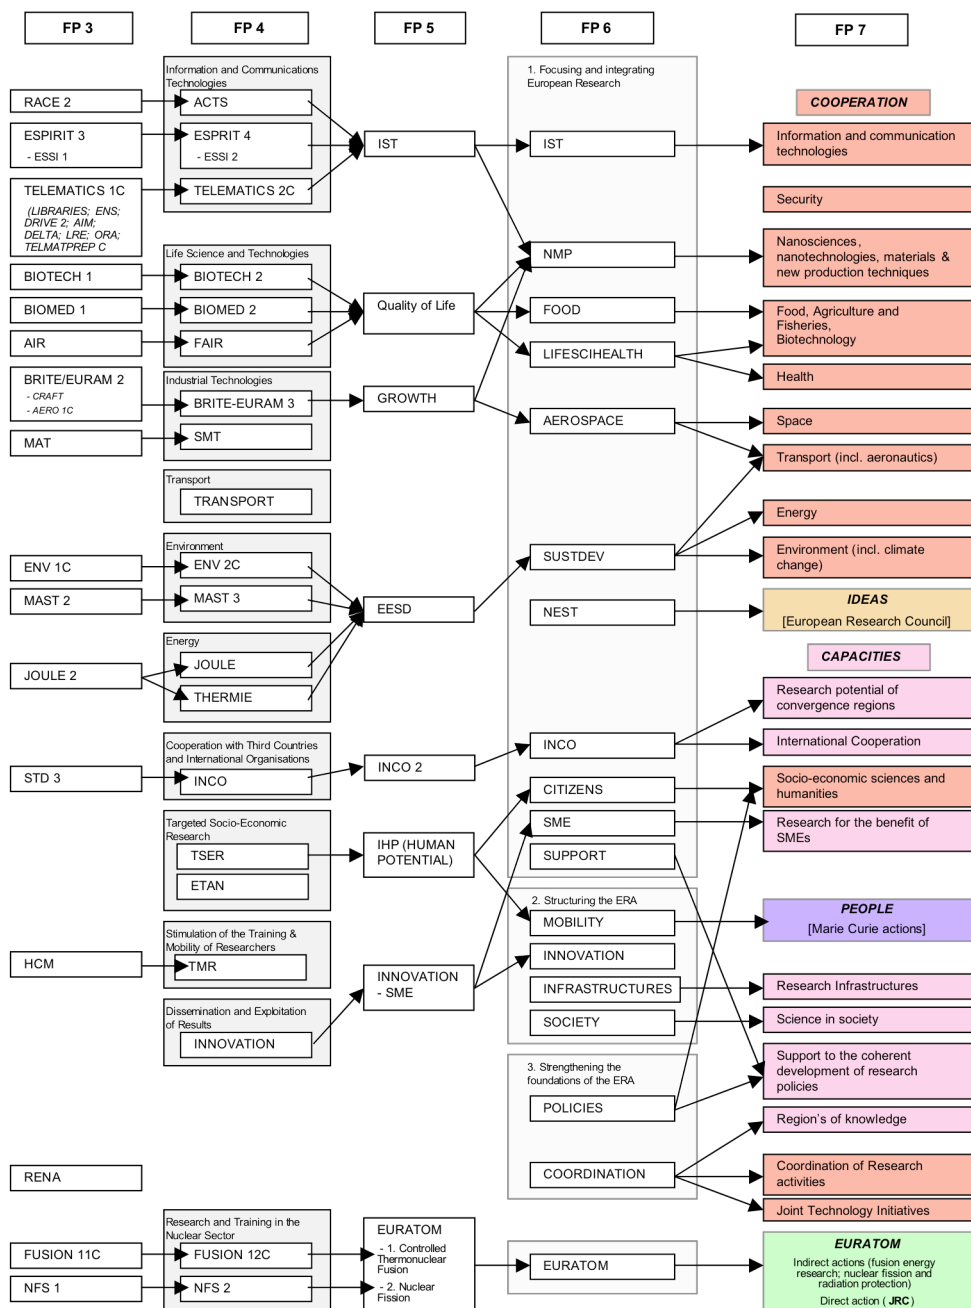 FP 3
FP 4
FP 5
FP 6
FP 7
RACE 2
ESPIRIT 3
- ESSI 1
TELEMATICS 1C
(LIBRARIES; ENS;
DRIVE 2; AIM;
DELTA; LRE; ORA;
TELMATPREP C
BIOTECH 1
BIOMED 1
AIR
BRITE/EURAM 2
- CRAFT
- AERO 1C
MAT
ENV 1C
MAST 2
JOULE 2
STD 3
HCM
RENA
FUSION 11C
NFS 1
Information and Communications
Technologies
ACTS
ESPRIT 4
- ESSI 2
TELEMATICS 2C
Life Science and Technologies
BIOTECH 2
BIOMED 2
FAIR
Industrial Technologies
BRITE-EURAM 3
SMT
Transport
TRANSPORT
Environment
ENV 2C
MAST 3
Energy
JOULE
THERMIE
Cooperation with Third Countries
and International Organisations
INCO
Targeted Socio-Economic
Research
TSER
ETAN
Stimulation of the Training &
Mobility of Researchers
TMR
Dissemination and Exploitation
of Results
INNOVATION
Research and Training in the
Nuclear Sector
FUSION 12C
NFS 2
IST
Quality of Life
GROWTH
EESD
INCO 2
IHP (HUMAN
POTENTIAL)
INNOVATION
- SME
EURATOM
- 1. Controlled
Thermonuclear
Fusion
- 2. Nuclear
Fission
1. Focusing and integrating
European Research
IST
NMP
FOOD
LIFESCIHEALTH
AEROSPACE
SUSTDEV
NEST
INCO
CITIZENS
SME
SUPPORT
2. Structuring the ERA
MOBILITY
INNOVATION
INFRASTRUCTURES
SOCIETY
3. Strengthening the
foundations of the ERA
POLICIES
COORDINATION
EURATOM
COOPERATION
Information and communication
technologies
Security
Nanosciences,
nanotechnologies, materials &
new production techniques
Food, Agriculture and
Fisheries,
Biotechnology
Health
Space
Transport (incl. aeronautics)
Energy
Environment (incl. climate
change)
IDEAS
[European Research Council]
CAPACITIES
Research potential of
convergence regions
International Cooperation
Socio-economic sciences and
humanities
Research for the benefit of
SMEs
PEOPLE
[Marie Curie actions]
Research Infrastructures
Science in society
Support to the coherent
development of research
policies
Region's of knowledge
Coordination of Research
activities
Joint Technology Initiatives
EURATOM
Indirect actions (fusion energy
research; nuclear fission and
radiation protection)
Direct action ( JRC )